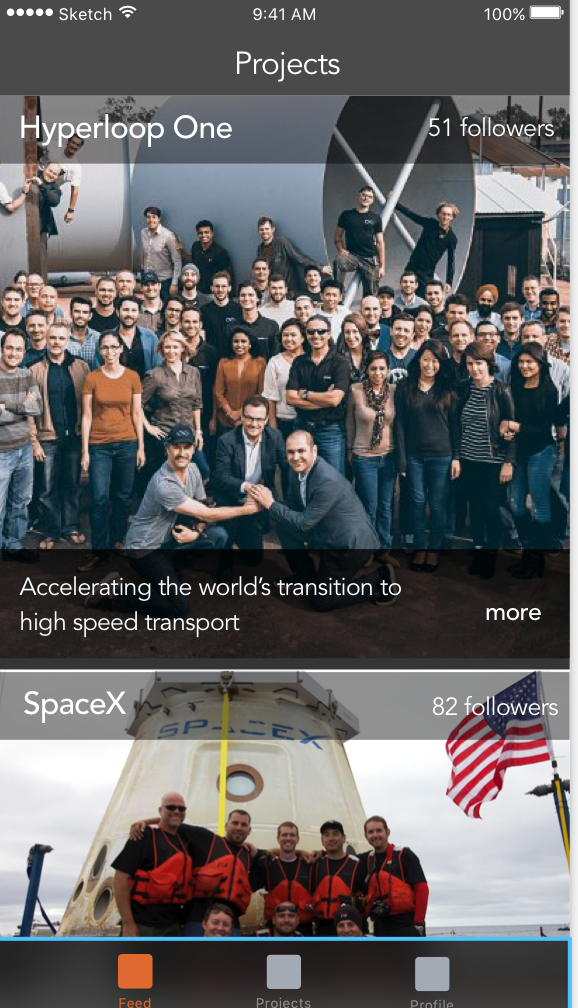 Sketch 9:41 AM 100%
Projects
Hyperloop One 51 followers
Accelerating the world's transition to
high speed transport
more
SpaceX 82 followers
SPACEX
Feed Projects Profile